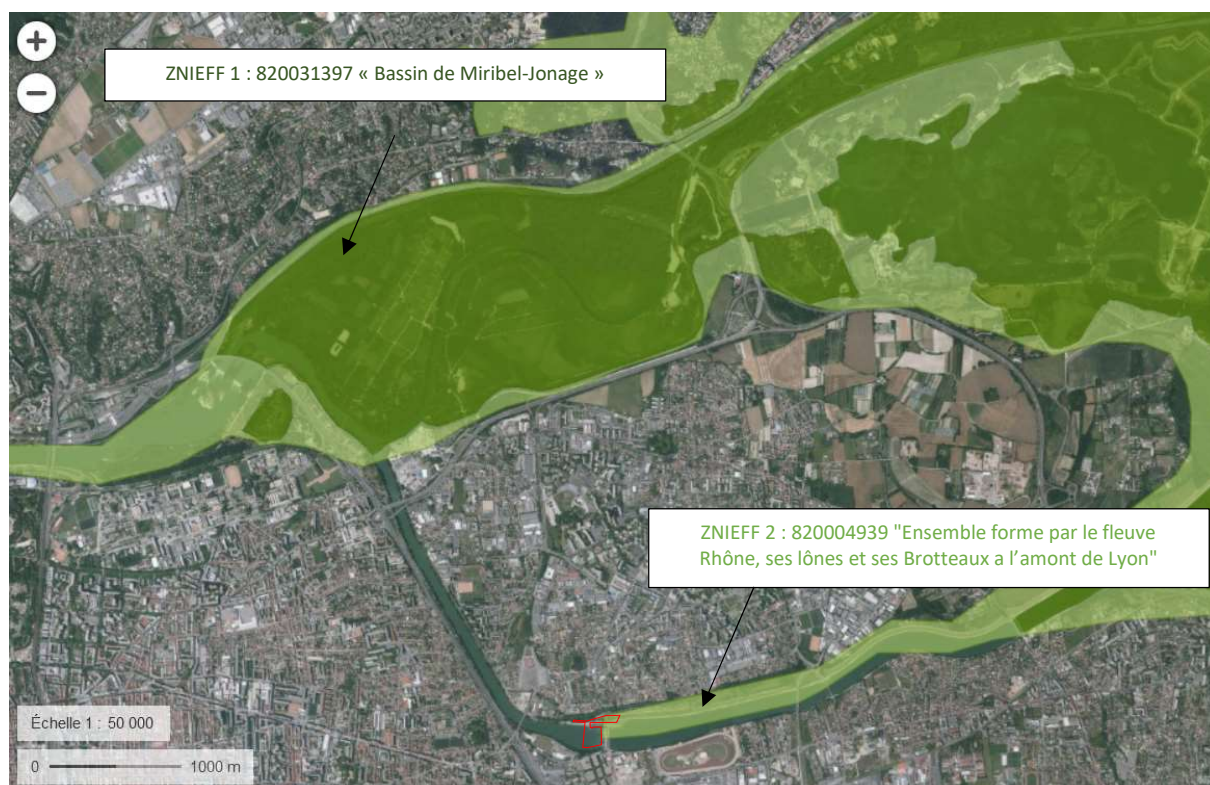 +
−
ZNIEFF 1 : 820031397 « Bassin de Miribel-Jonage »
ZNIEFF 2 : 820004939 "Ensemble forme par le fleuve
Rhône, ses lônes et ses Brotteaux a l’amont de Lyon"
Échelle 1 : 50 000
0 1000 m